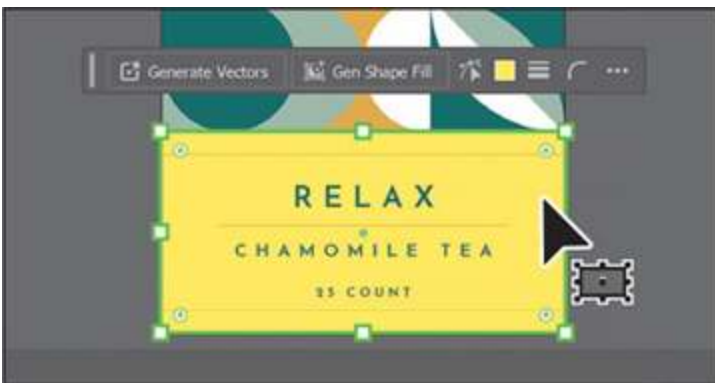 Generate Vectors Gen Shape Fill
RELAX
CHAMOMILE TEA
25 COUNT